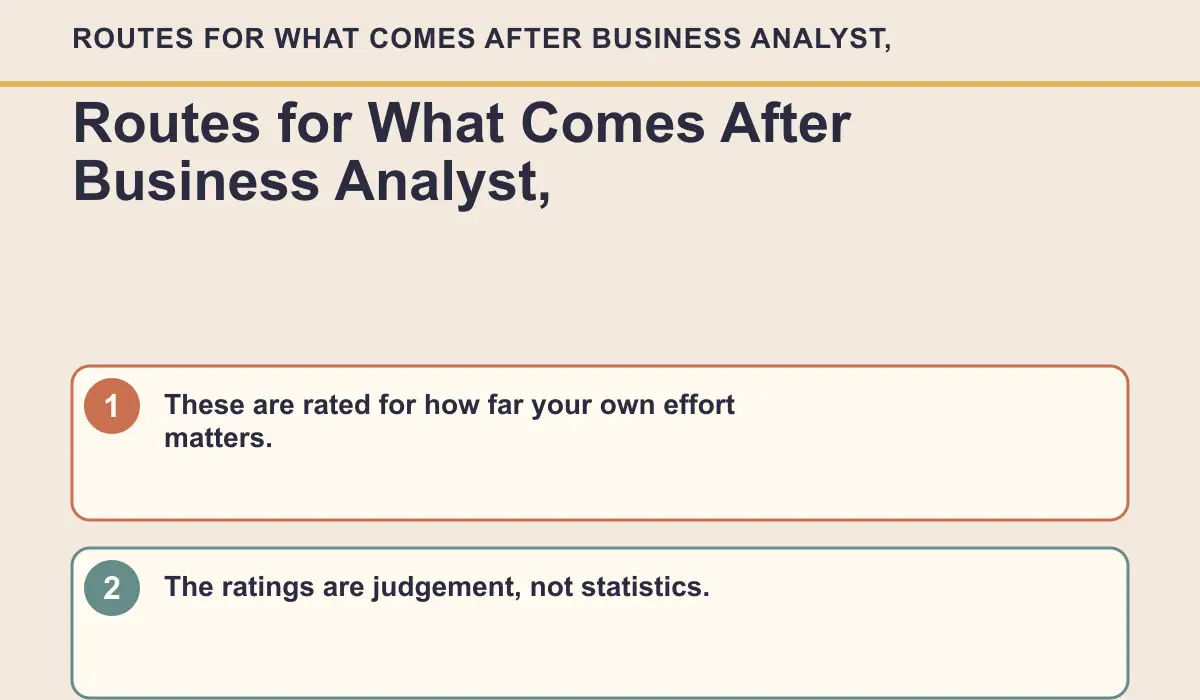 ROUTES FOR WHAT COMES AFTER BUSINESS ANALYST,
Routes for What Comes After
Business Analyst,
1
These are rated for how far your own effort
matters.
2
The ratings are judgement, not statistics.